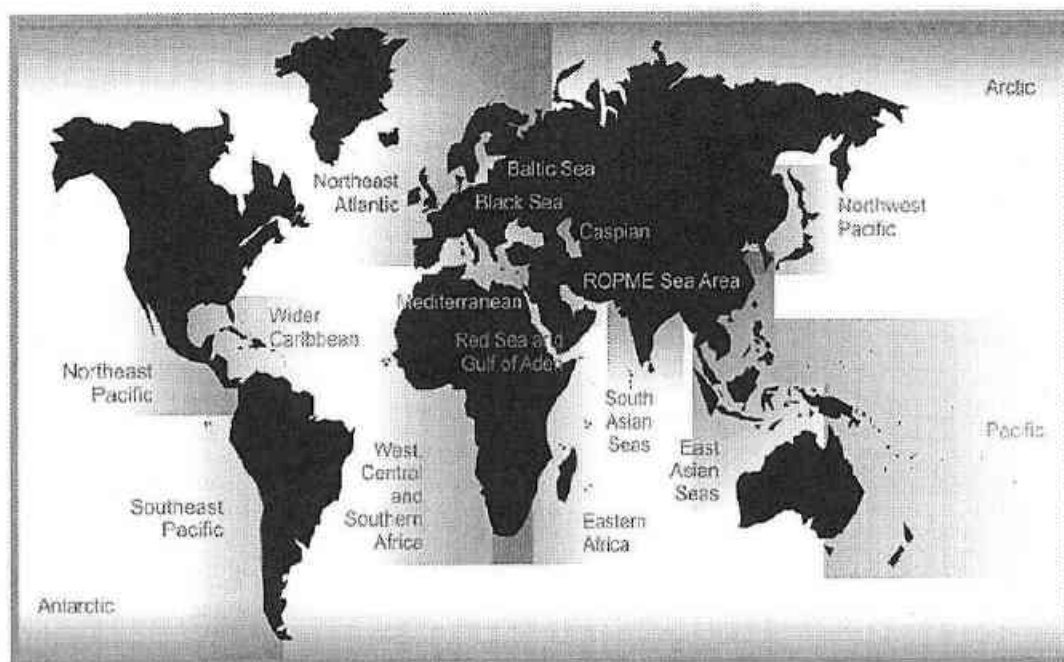 Arctic
Northeast
Atlantic
Baltic Sea
Black Sea
Caspian
Northwest
Pacific
ROPME Sea Area
Mediterranean
Wider
Caribbean
Red Sea and
Gulf of Aden
Northeast
Pacific
South
Asian
Seas
East
Asian
Seas
Pacific
West,
Central
and
Southern
Africa
Southeast
Pacific
Eastern
Africa
Antarctic